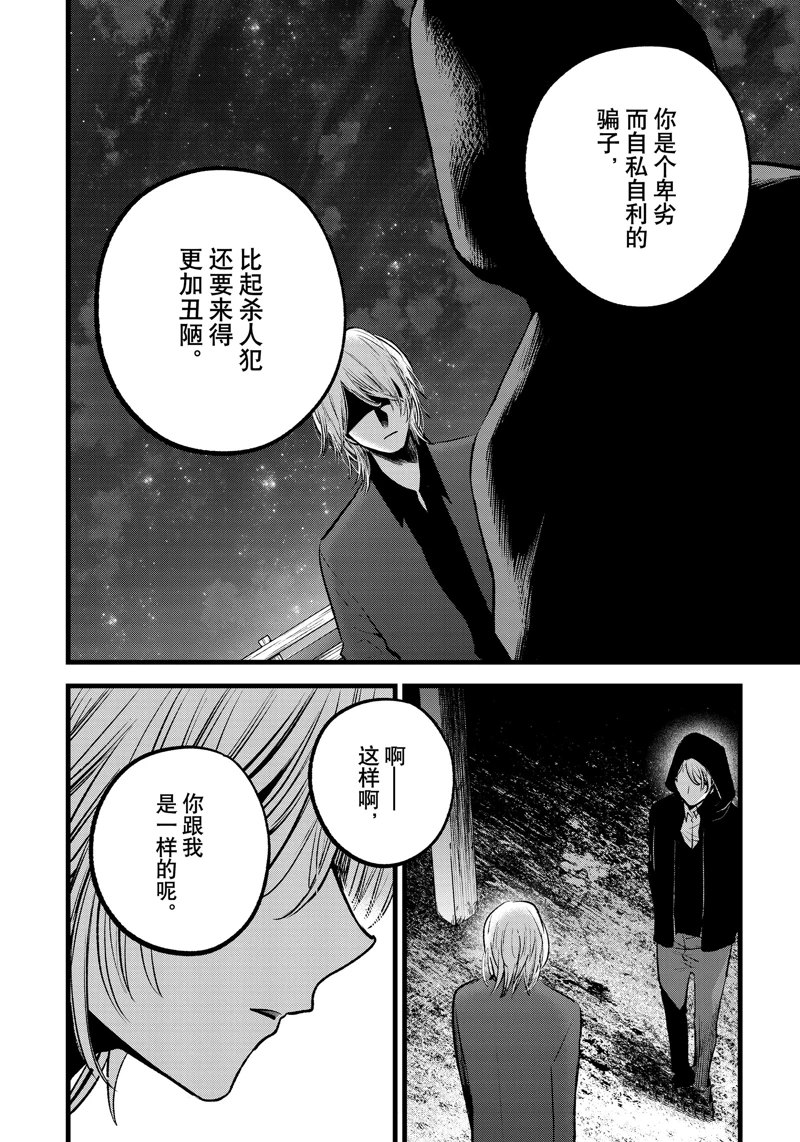 你是个卑劣
而自私自利的
骗子，
比起杀人犯
还要来得
更加丑陋。
啊——
这样啊，
你跟我
是一样的呢。